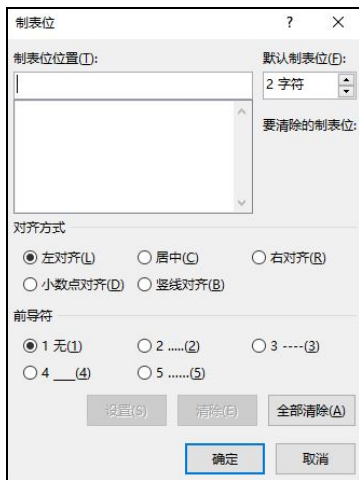 制表位 ? ×
制表位位置(T): 默认制表位(F):
2 字符
要清除的制表位:
对齐方式
左对齐(L) 居中(C) 右对齐(R)
小数点对齐(D) 竖线对齐(B)
前导符
1 无(1) 2 .....(2) 3 ----(3)
4 ___(4) 5 ......(5)
设置(S) 清除(E) 全部清除(A)
确定 取消